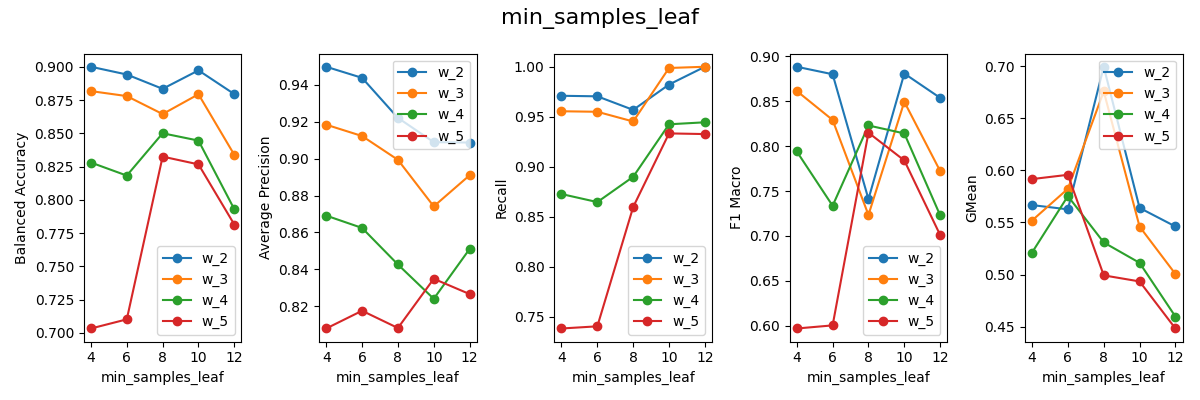 min_samples_leaf
Balanced Accuracy
0.900
0.875
0.850
0.825
0.800
0.775
0.750
0.725
0.700
4 6 8 10 12
min_samples_leaf
w_2
w_3
w_4
w_5
Average Precision
0.94
0.92
0.90
0.88
0.86
0.84
0.82
4 6 8 10 12
min_samples_leaf
w_2
w_3
w_4
w_5
Recall
1.00
0.95
0.90
0.85
0.80
0.75
4 6 8 10 12
min_samples_leaf
w_2
w_3
w_4
w_5
F1 Macro
0.90
0.85
0.80
0.75
0.70
0.65
0.60
4 6 8 10 12
min_samples_leaf
w_2
w_3
w_4
w_5
GMean
0.70
0.65
0.60
0.55
0.50
0.45
4 6 8 10 12
min_samples_leaf
w_2
w_3
w_4
w_5